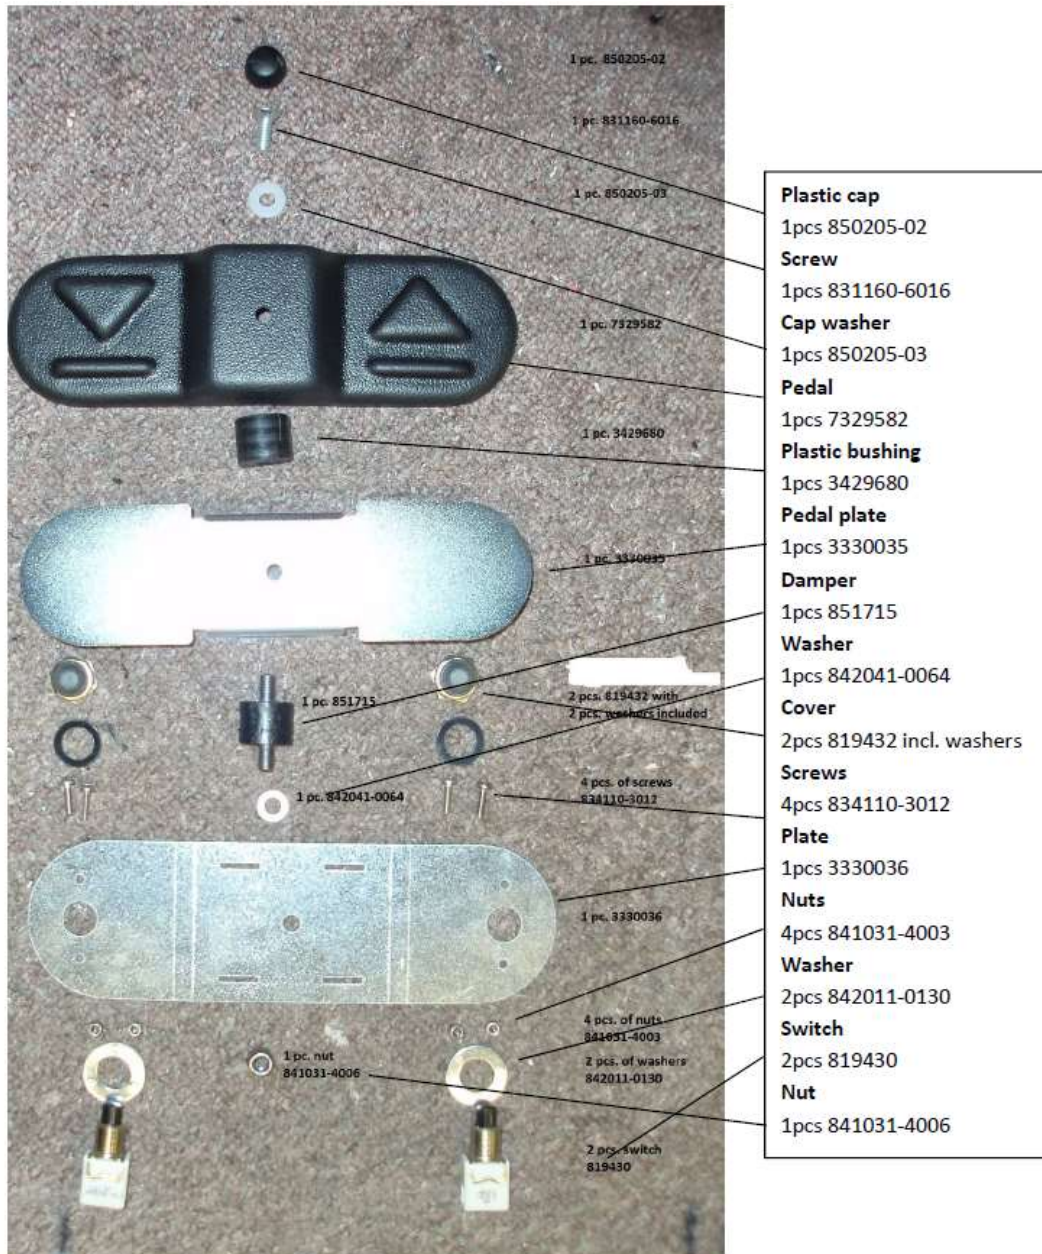 1 pc. 850205-02
1 pc. 831160-6016
1 pc. 850205-03
1 pc. 7329582
1 pc. 3429680
1 pc. 3330035
1 pc. 851715
2 pcs. 819432 with
2 pcs. washers included
1 pc. 842041-0064
4 pcs. of screws
834110-3012
1 pc. 3330036
4 pcs. of nuts
841031-4003
1 pc. nut
841031-4006
2 pcs. of washers
842011-0130
2 pcs. switch
819430
Plastic cap
1pcs 850205-02
Screw
1pcs 831160-6016
Cap washer
1pcs 850205-03
Pedal
1pcs 7329582
Plastic bushing
1pcs 3429680
Pedal plate
1pcs 3330035
Damper
1pcs 851715
Washer
1pcs 842041-0064
Cover
2pcs 819432 incl. washers
Screws
4pcs 834110-3012
Plate
1pcs 3330036
Nuts
4pcs 841031-4003
Washer
2pcs 842011-0130
Switch
2pcs 819430
Nut
1pcs 841031-4006